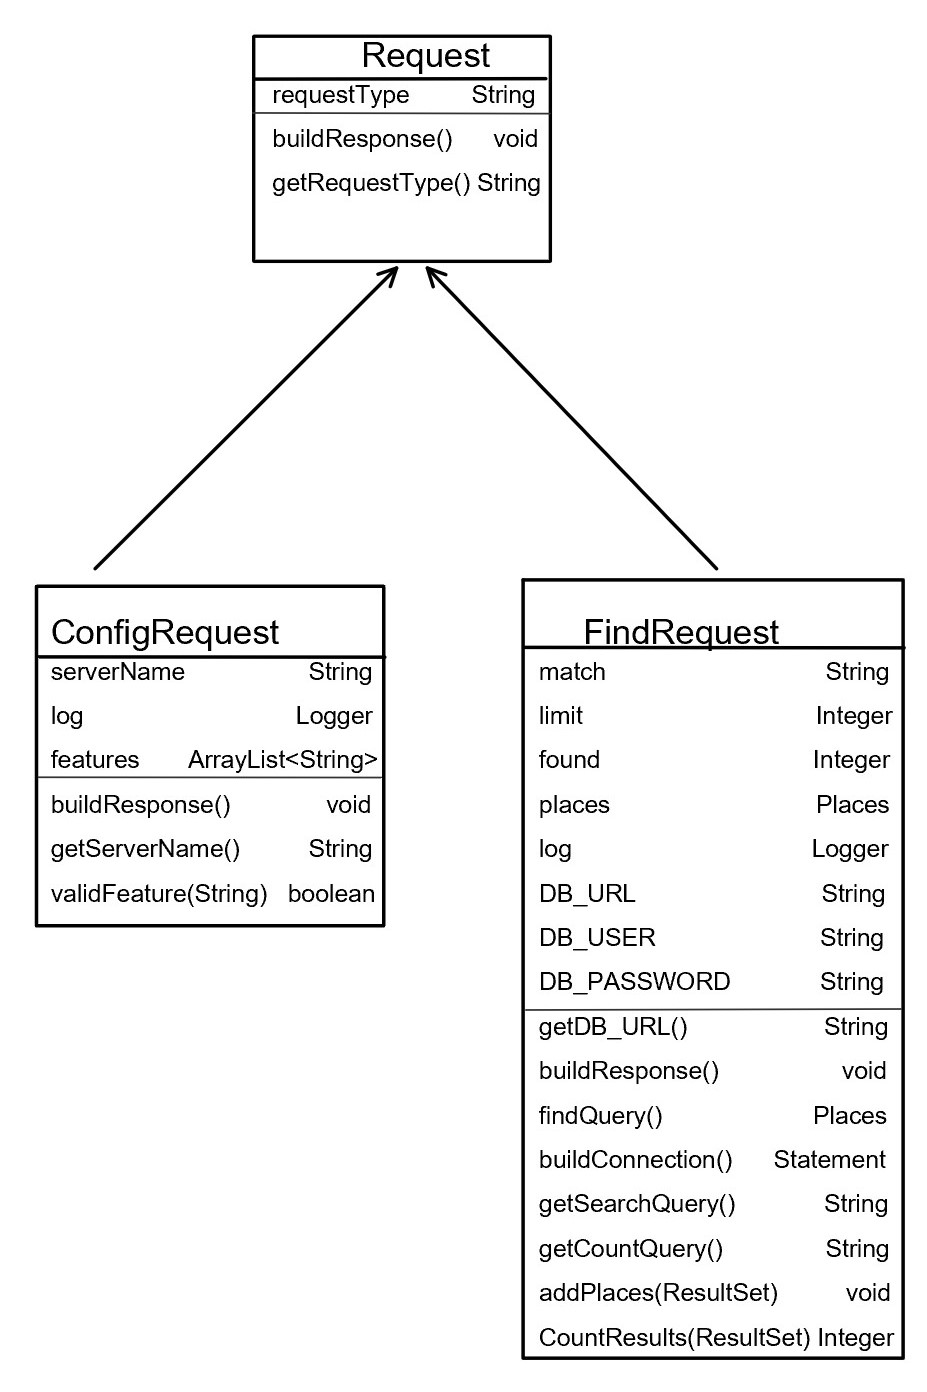 Request
requestType String
buildResponse() void
getRequestType() String
ConfigRequest
serverName String
log Logger
features ArrayList<String>
buildResponse() void
getServerName() String
validFeature(String) boolean
FindRequest
match String
limit Integer
found Integer
places Places
log Logger
DB_URL String
DB_USER String
DB_PASSWORD String
getDB_URL() String
buildResponse() void
findQuery() Places
buildConnection() Statement
getSearchQuery() String
getCountQuery() String
addPlaces(ResultSet) void
CountResults(ResultSet) Integer